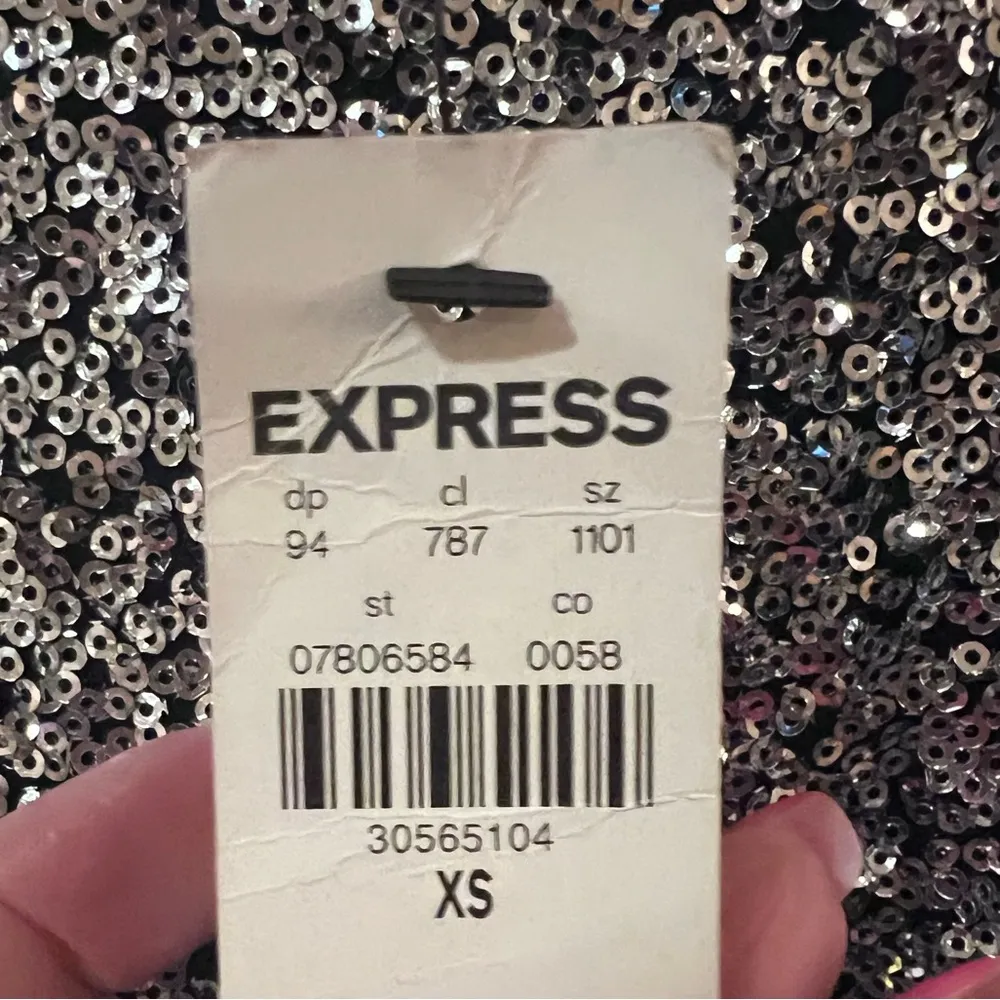 EXPRESS
dp cl sz
94 787 1101
st co
07806584 0058
30565104
XS